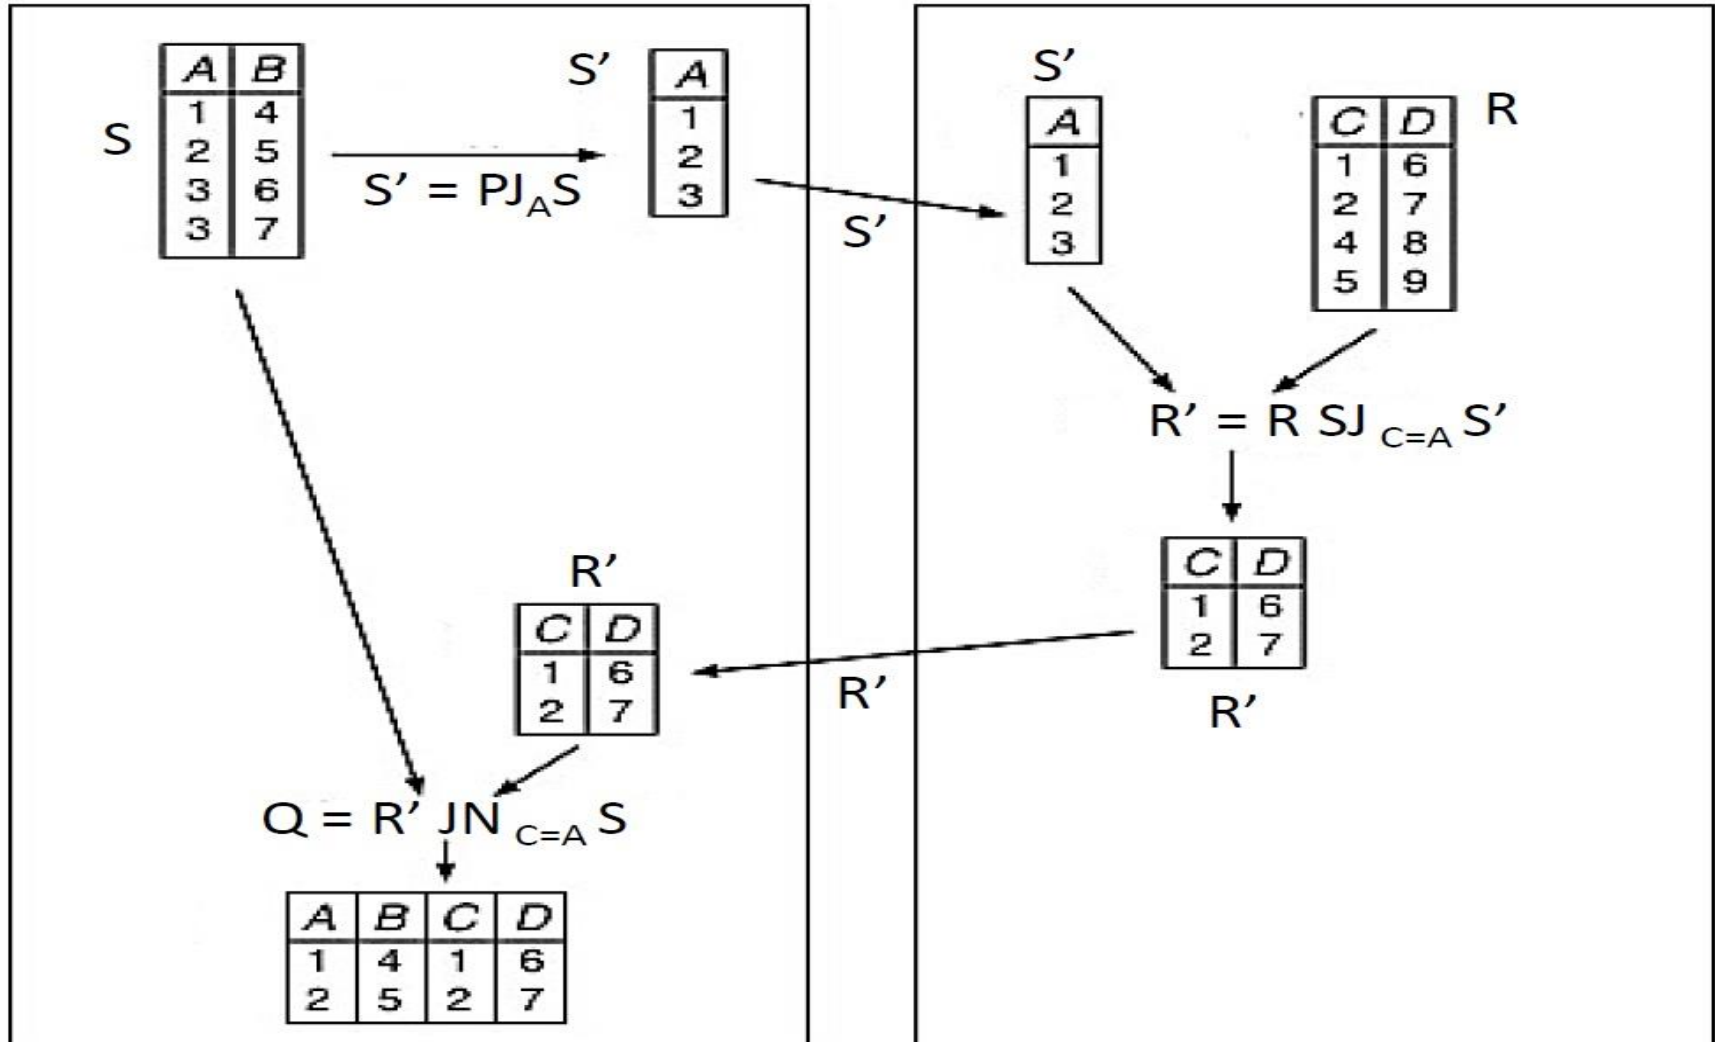 S
A B
1 4
2 5
3 6
3 7
S' = PJ_A S
S'
A
1
2
3
S'
S'
A
1
2
3
R
C D
1 6
2 7
4 8
5 9
R' = R SJ C=A S'
C D
1 6
2 7
R'
R'
R'
C D
1 6
2 7
Q = R' JN C=A S
A B C D
1 4 1 6
2 5 2 7